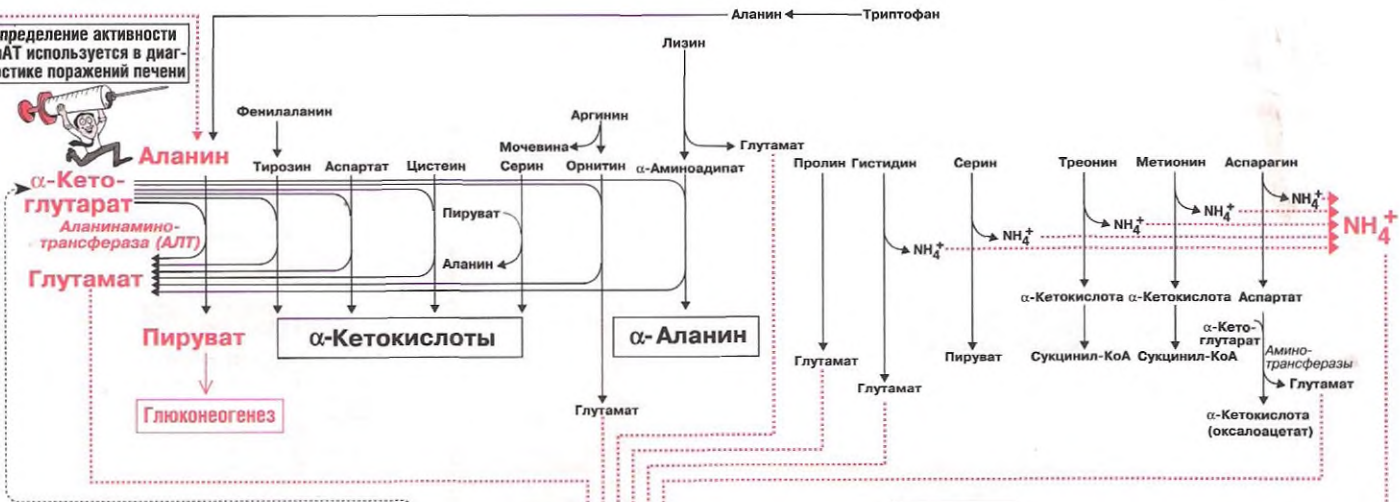 Аланин
Триптофан
пределение активности
АТ используется в диаг-
остике поражений печени
Лизин
Фенилаланин
Аргинин
Мочевина
Глутамат
Аланин
Тирозин
Аспартат
Цистеин
Серин
Орнитин
α-Аминоадипат
Пролин
Гистидин
Серин
Треонин
Метионин
Аспарагин
α-Кето-
глутарат
Аланинамино-
трансфераза (АЛТ)
Глутамат
Пируват
Аланин
NH₄⁺
NH₄⁺
NH₄⁺
NH₄⁺
NH₄⁺
NH₄⁺
Пируват
α-Кетокислоты
α-Аланин
α-Кетокислота
α-Кетокислота
Аспартат
α-Кето-
глутарат
Амино-
трансферазы
Глутамат
Глутамат
Глутамат
Пируват
Сукцинил-КоА
Сукцинил-КоА
Глюконеогенез
Глутамат
α-Кетокислота
(оксалоацетат)